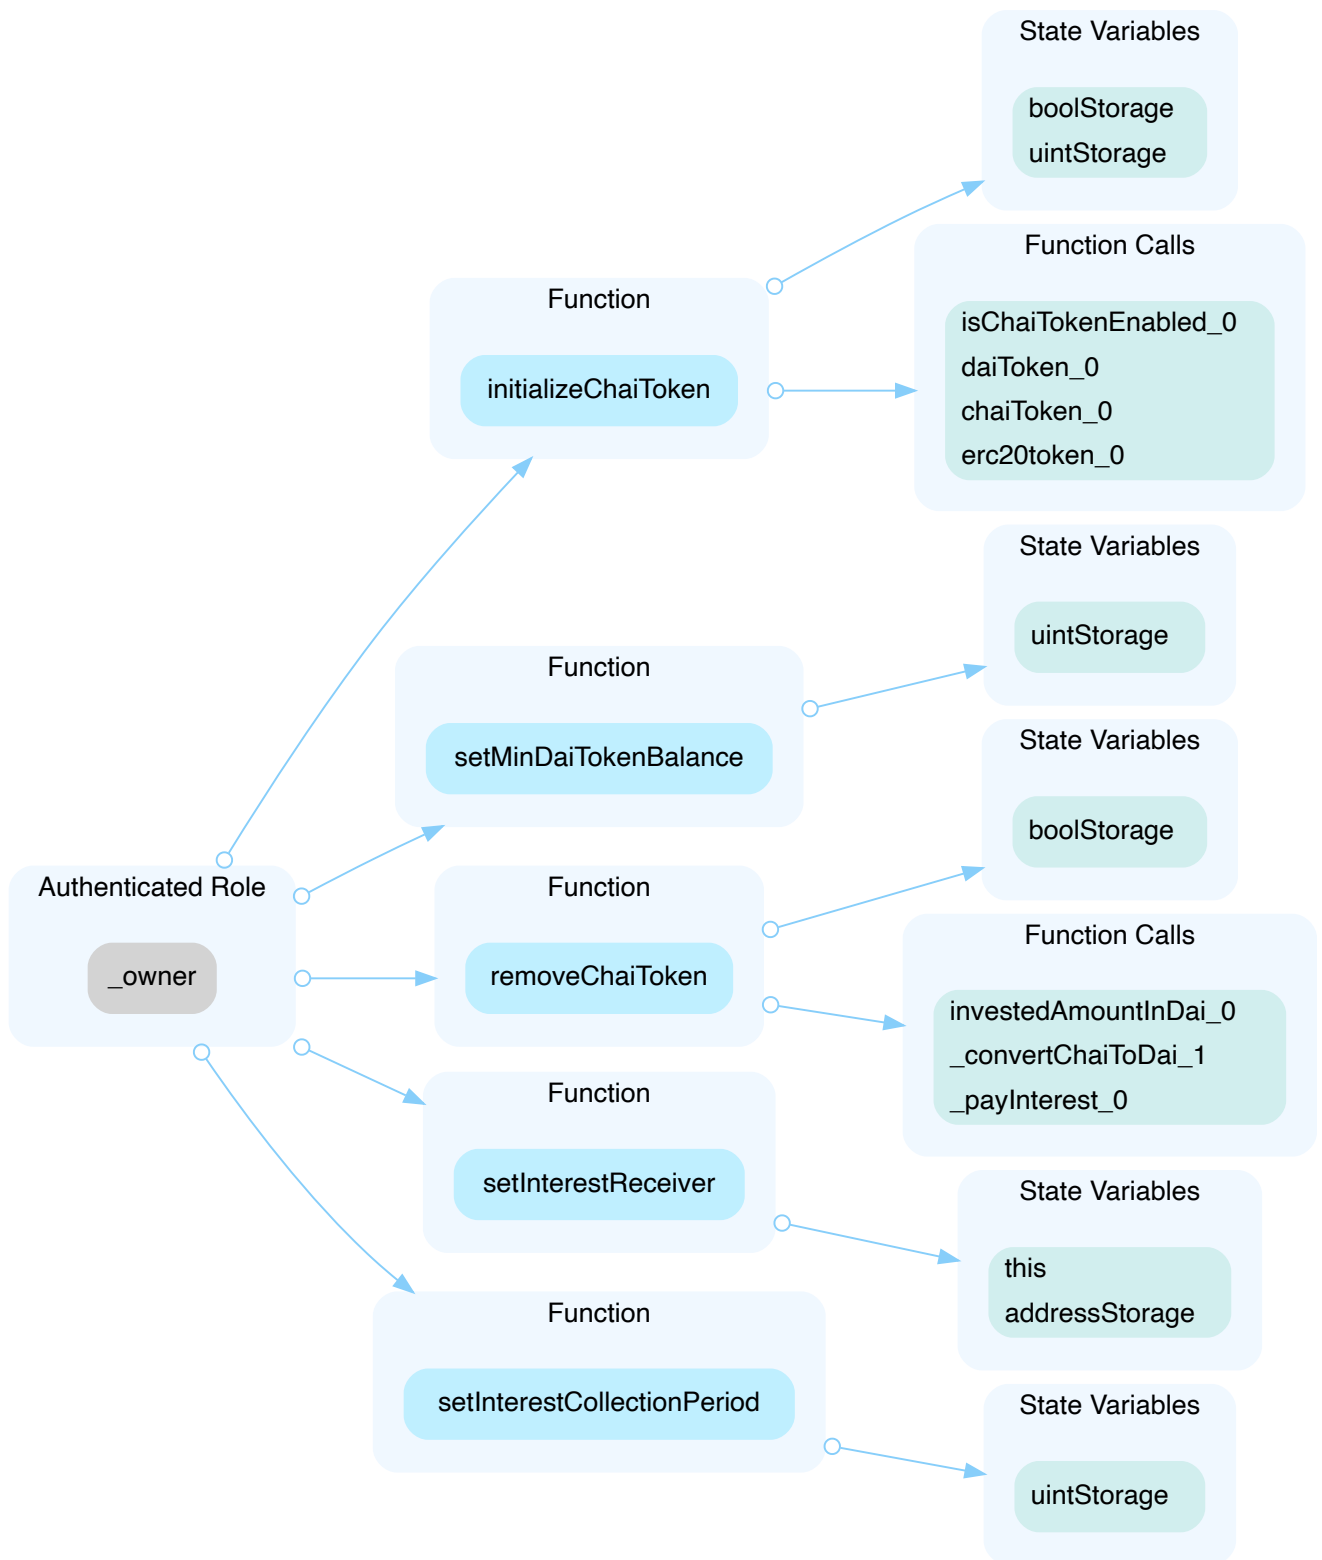 Authenticated Role
_owner
Function
initializeChaiToken
State Variables
boolStorage
uintStorage
Function Calls
isChaiTokenEnabled_0
daiToken_0
chaiToken_0
erc20token_0
Function
setMinDaiTokenBalance
State Variables
uintStorage
Function
removeChaiToken
State Variables
boolStorage
Function Calls
investedAmountInDai_0
_convertChaiToDai_1
_payInterest_0
Function
setInterestReceiver
State Variables
this
addressStorage
Function
setInterestCollectionPeriod
State Variables
uintStorage